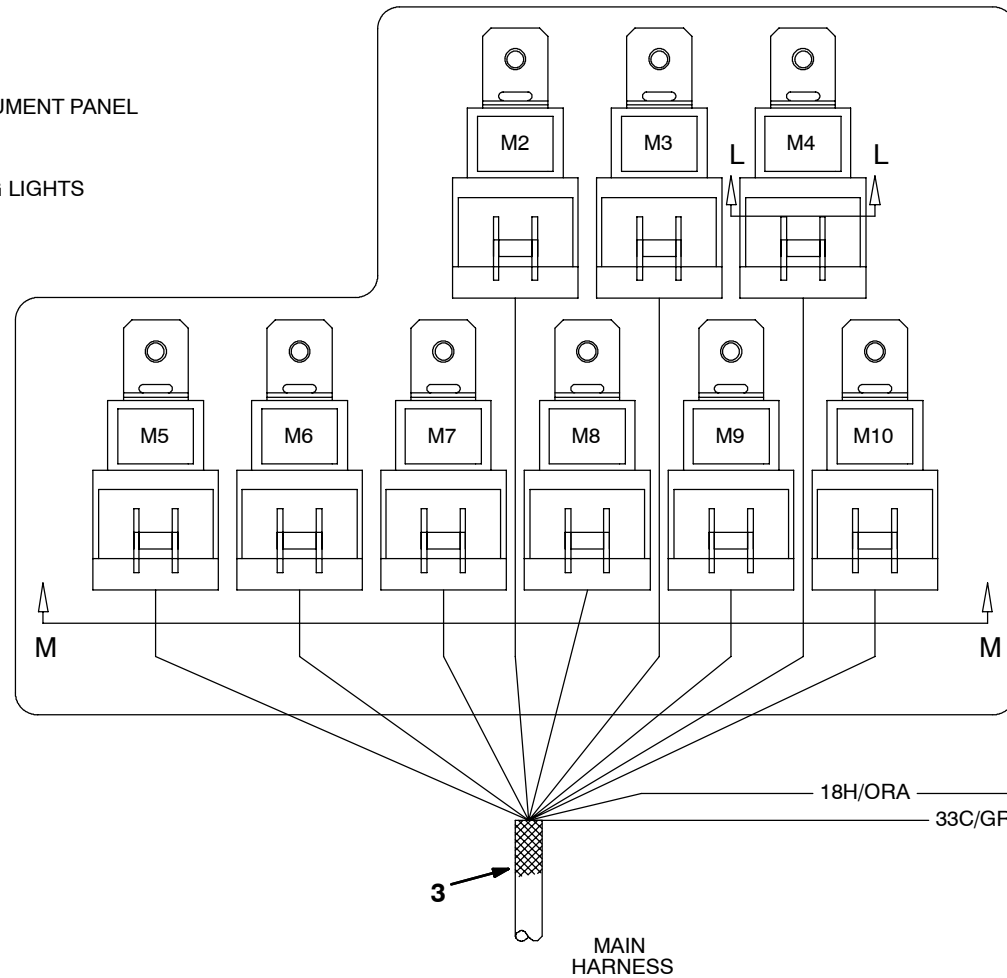 UMENT PANEL
LIGHTS
M2 M3 M4
L L
M5 M6 M7 M8 M9 M10
M M
18H/ORA
33C/GR
3
MAIN
HARNESS